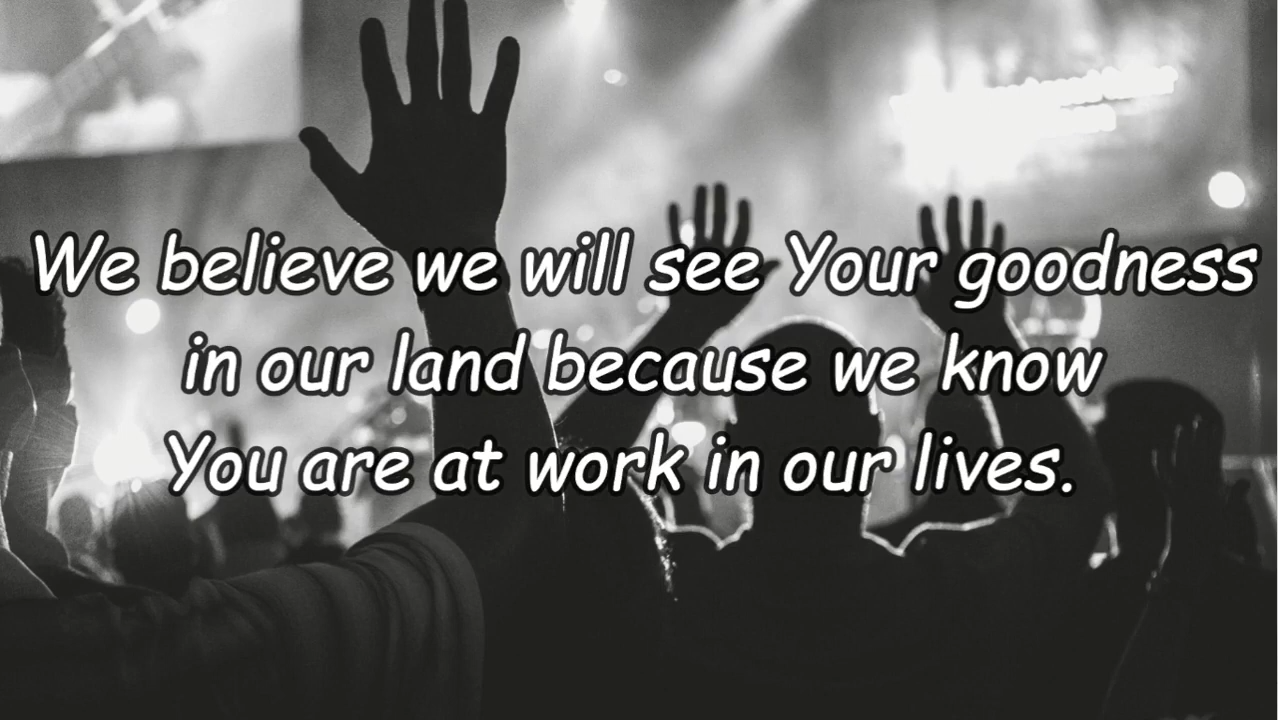 We believe we will see Your goodness
in our land because we know
You are at work in our lives.